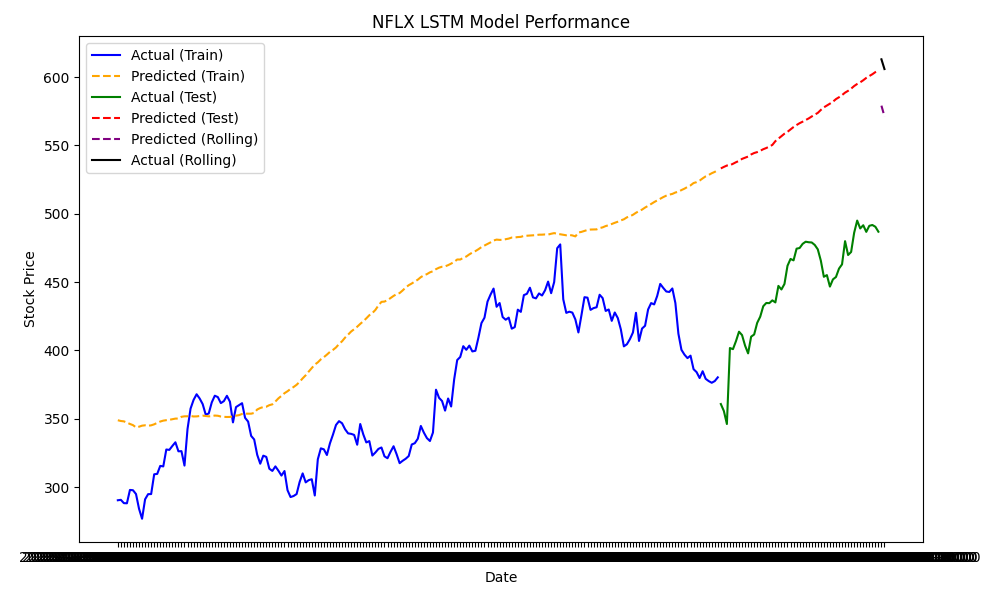 NFLX LSTM Model Performance
Actual (Train)
Predicted (Train)
Actual (Test)
Predicted (Test)
Predicted (Rolling)
Actual (Rolling)
600
550
500
450
400
350
300
Stock Price
Date